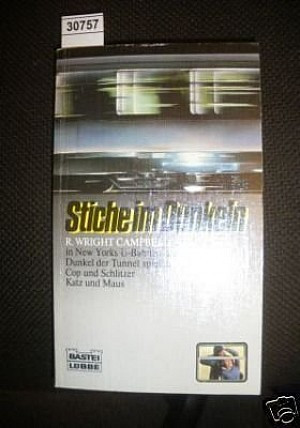 30757
Stiche im Dunkeln
R. WRIGHT CAMPBE
in New Yorks U-Bahn
Dunkel der Tunnel
Cop und Schlitzer
Katz und Maus
BASTEI
LÜBBE